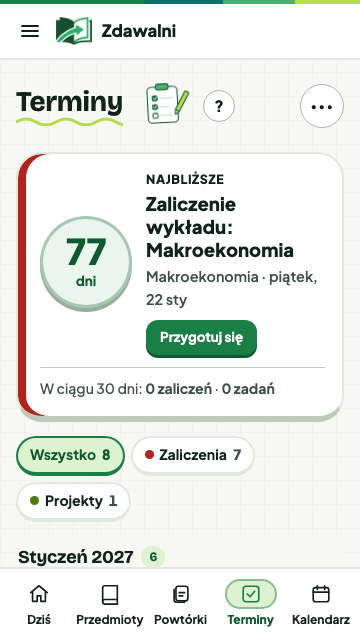 Zdawalni
Terminy
?
NAJBLIŻSZE
Zaliczenie
wykładu:
Makroekonomia
77
dni
Makroekonomia · piątek,
22 sty
Przygotuj się
W ciągu 30 dni: 0 zaliczeń · 0 zadań
Wszystko 8
Zaliczenia 7
Projekty 1
Styczeń 2027 6
Dziś
Przedmioty
Powtórki
Terminy
Kalendarz